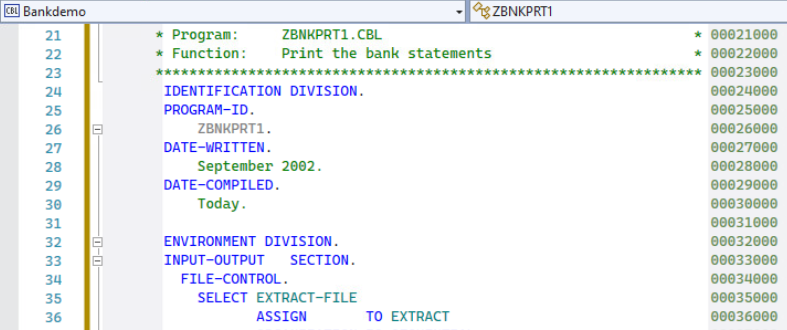 Bankdemo ZBNKPRT1
21 * Program: ZBNKPRT1.CBL * 00021000
22 * Function: Print the bank statements * 00022000
23 ***************************************************************** 00023000
24 IDENTIFICATION DIVISION. 00024000
25 PROGRAM-ID. 00025000
26 ZBNKPRT1. 00026000
27 DATE-WRITTEN. 00027000
28 September 2002. 00028000
29 DATE-COMPILED. 00029000
30 Today. 00030000
31 00031000
32 ENVIRONMENT DIVISION. 00032000
33 INPUT-OUTPUT SECTION. 00033000
34 FILE-CONTROL. 00034000
35 SELECT EXTRACT-FILE 00035000
36 ASSIGN TO EXTRACT 00036000